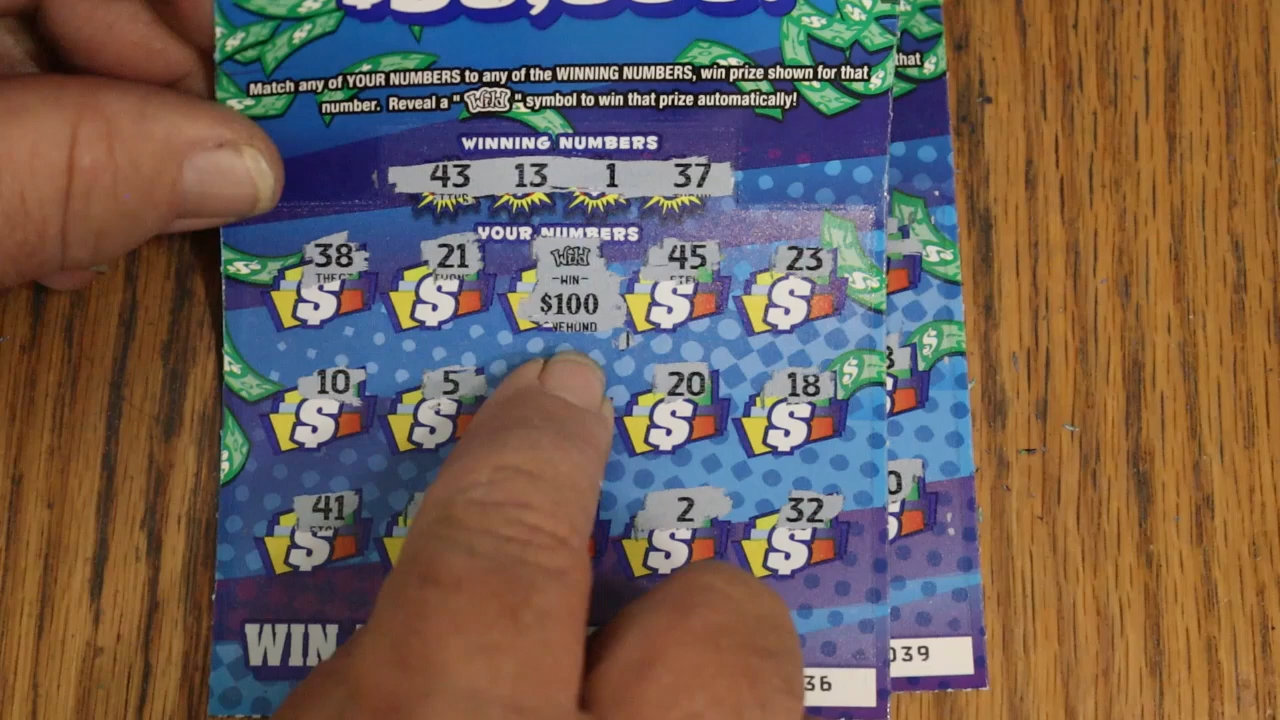 Match any of YOUR NUMBERS to any of the WINNING NUMBERS, win prize shown for that
that
number. Reveal a " Wild " symbol to win that prize automatically!
WINNING NUMBERS
43 13 1 37
YOUR NUMBERS
38 21 Wild 45 23
-WIN-
$ $ $100 $ $
10 5 20 18
$ $ $ $
41 2 32
$ $ $
WIN
36
039